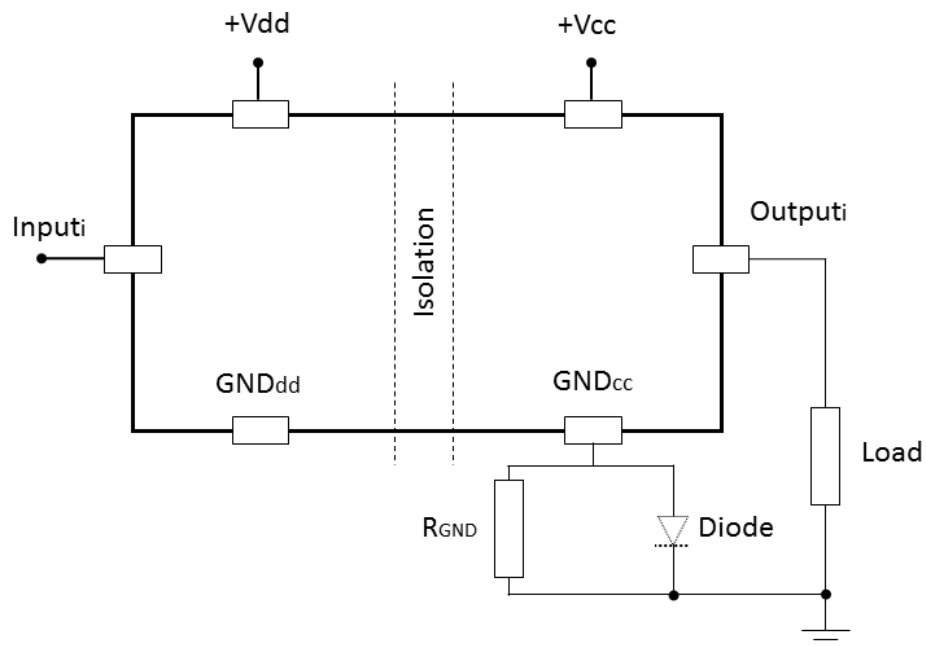 +Vdd
+Vcc
Inputi
Isolation
Outputi
GNDdd
GNDcc
RGND
Diode
Load